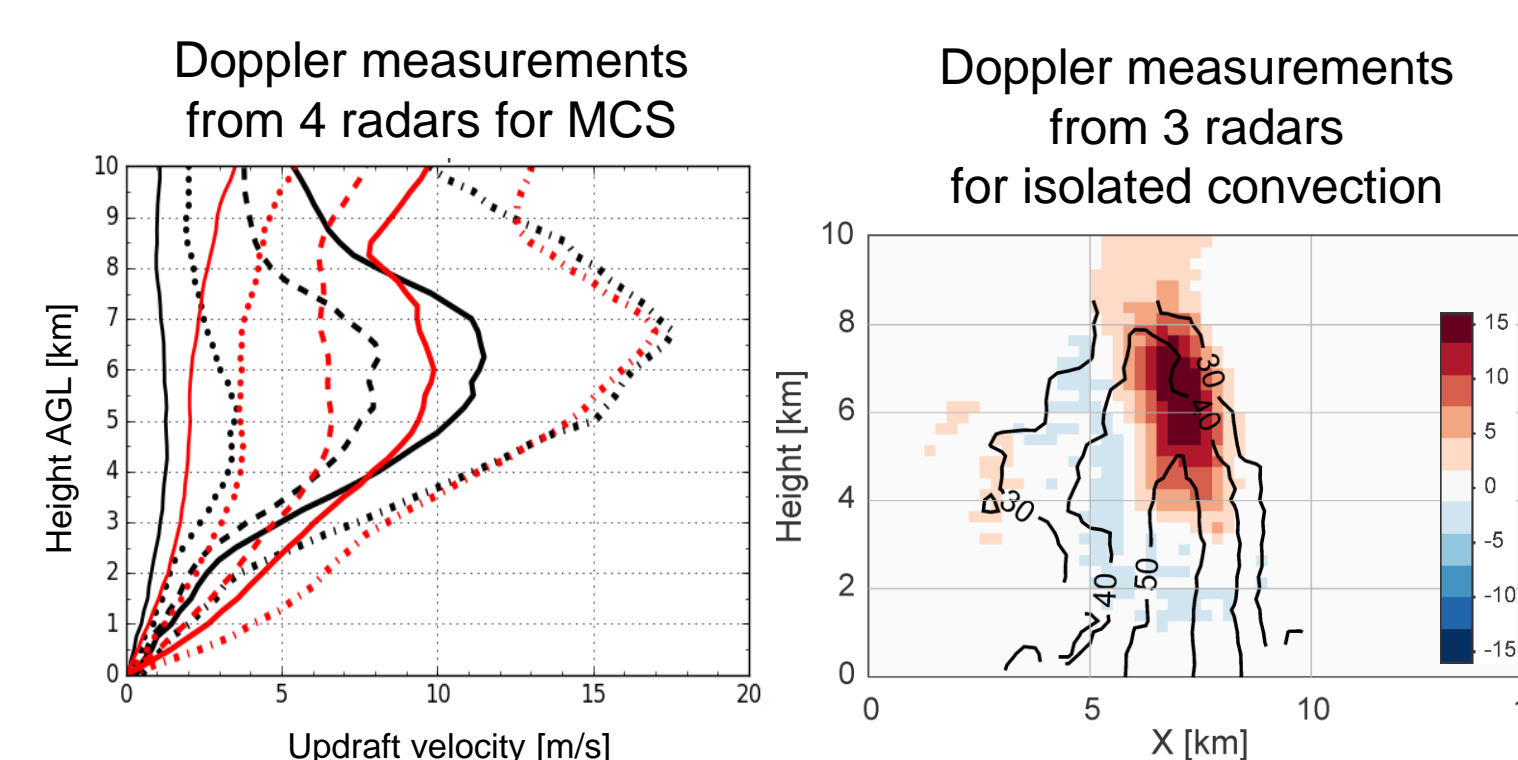 Doppler measurements
from 4 radars for MCS
10
9
8
7
6
5
4
3
2
1
0
Height AGL [km]
0 5 10 15 20
Updraft velocity [m/s]
Doppler measurements
from 3 radars
for isolated convection
10
8
6
4
2
0
Height [km]
30
40
30
40
50
15
10
5
0
-5
-10
-15
0 5 10
X [km]